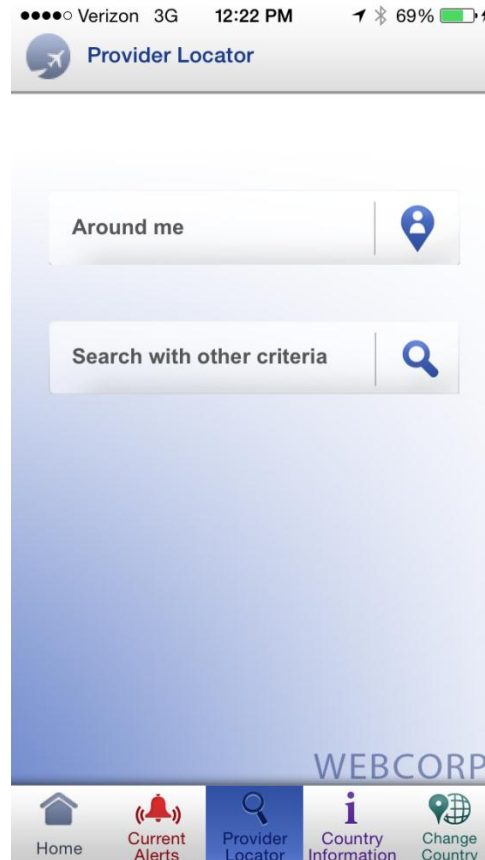 Verizon 3G 12:22 PM 69%
Provider Locator
Around me
Search with other criteria
WEBCORP
Home
Current
Alerts
Provider
Locator
i
Country
Information
Change
Country